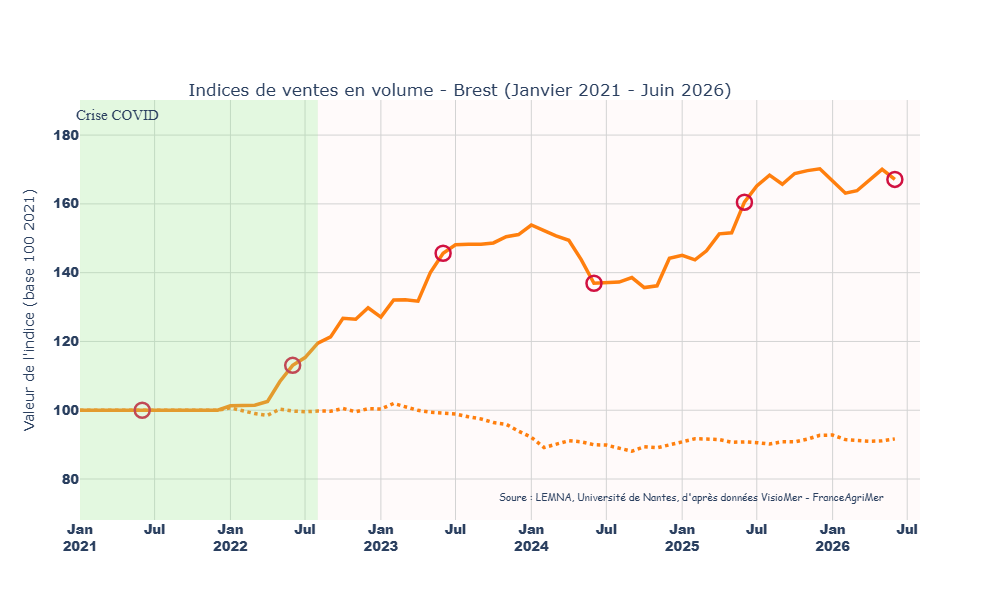 Indices de ventes en volume - Brest (Janvier 2021 - Juin 2026)
Crise COVID
Valeur de l'indice (base 100 2021)
180
160
140
120
100
80
Soure : LEMNA, Université de Nantes, d'après données VisioMer - FranceAgriMer
Jan Jul Jan Jul Jan Jul Jan Jul Jan Jul Jan Jul
2021 2022 2023 2024 2025 2026